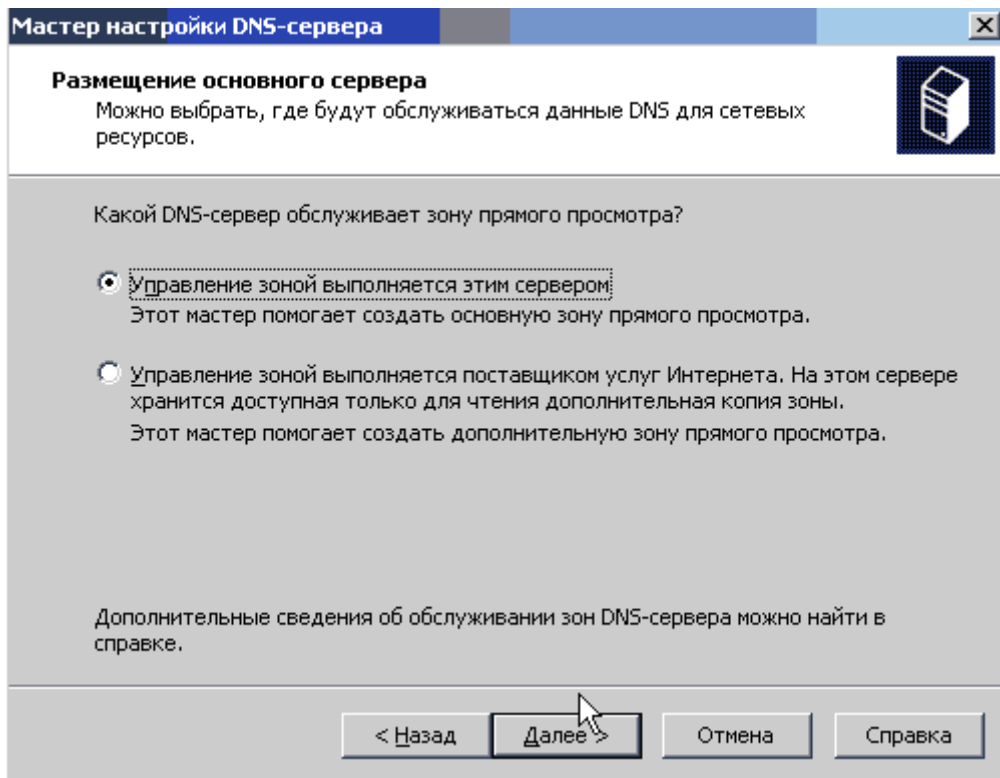 Мастер настройки DNS-сервера
Размещение основного сервера
Можно выбрать, где будут обслуживаться данные DNS для сетевых
ресурсов.
Какой DNS-сервер обслуживает зону прямого просмотра?
Управление зоной выполняется этим сервером
Этот мастер помогает создать основную зону прямого просмотра.
Управление зоной выполняется поставщиком услуг Интернета. На этом сервере
хранится доступная только для чтения дополнительная копия зоны.
Этот мастер помогает создать дополнительную зону прямого просмотра.
Дополнительные сведения об обслуживании зон DNS-сервера можно найти в
справке.
< Назад Далее > Отмена Справка